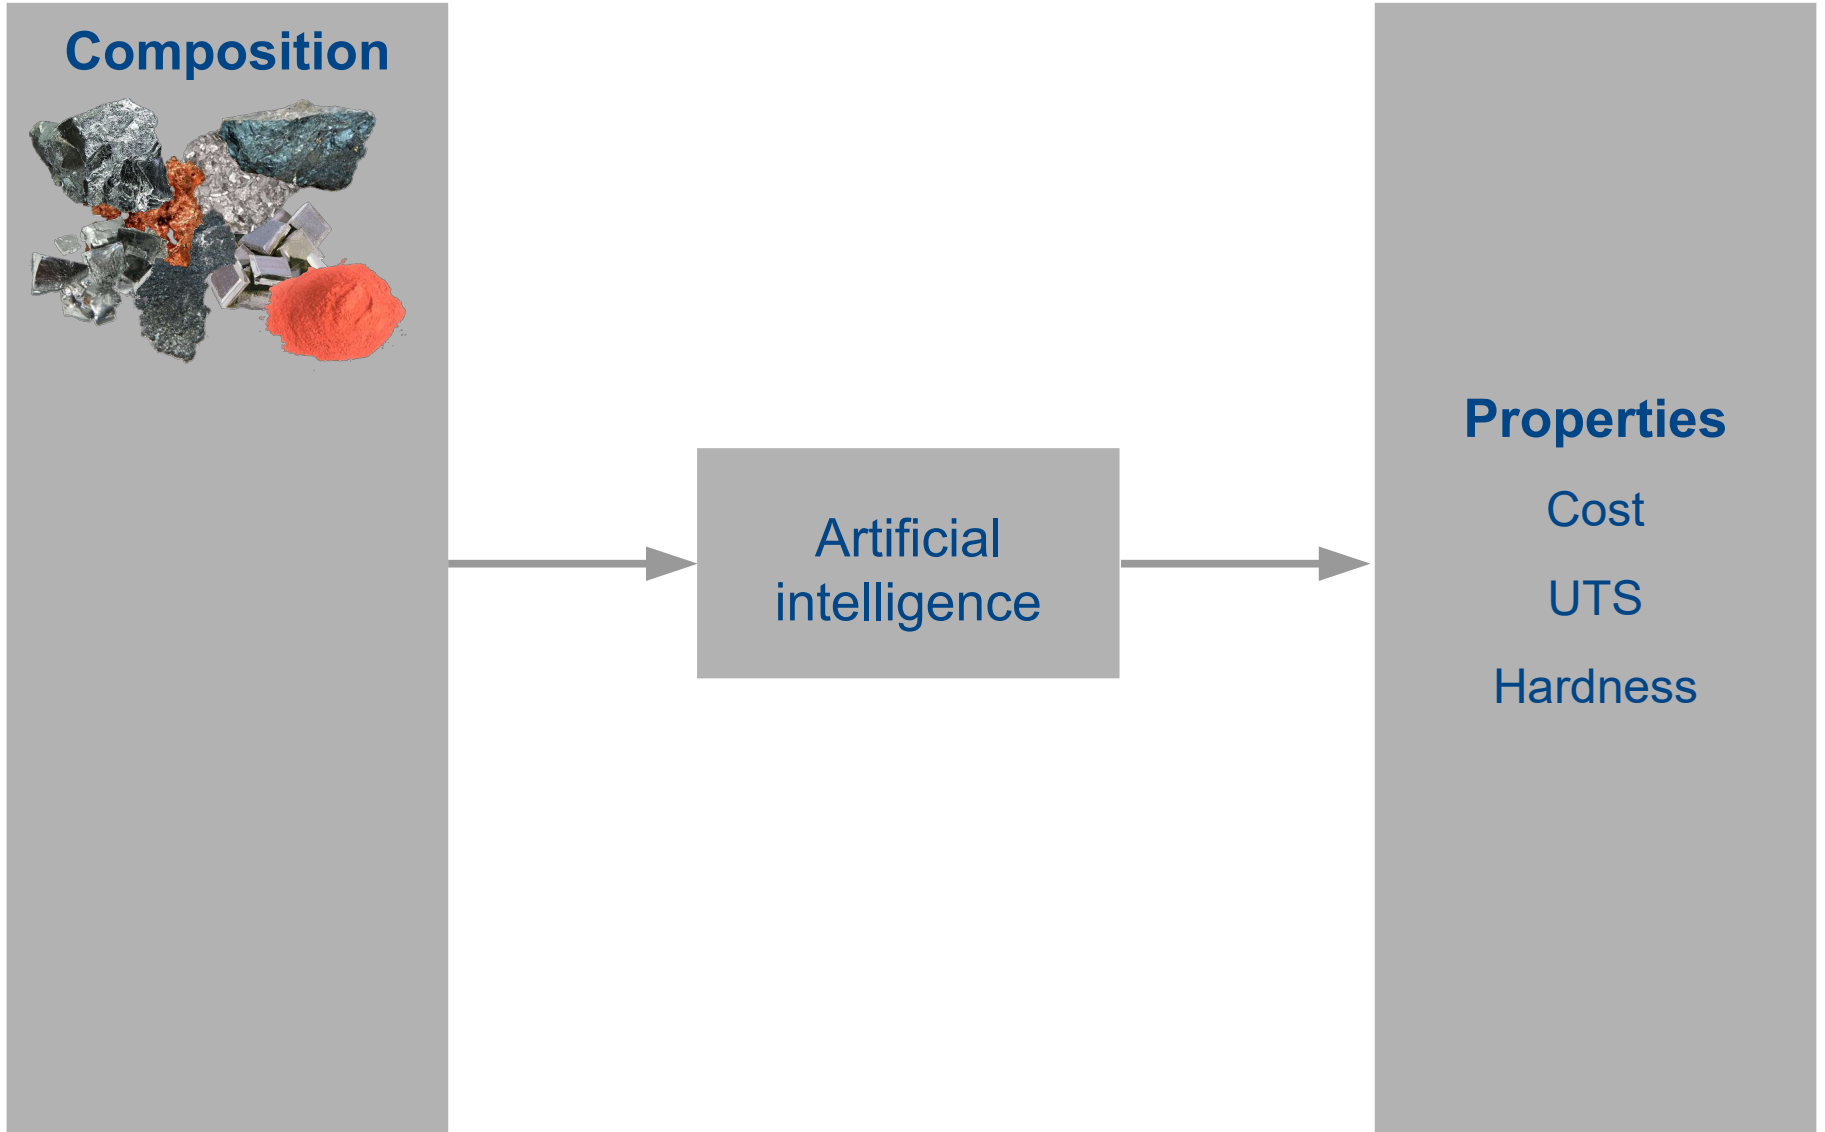 Composition
Artificial
intelligence
Properties
Cost
UTS
Hardness